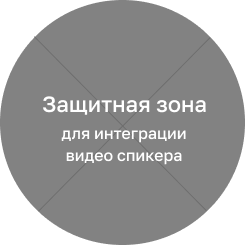 Защитная зона
для интеграции
видео спикера